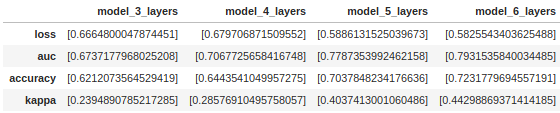 model_3_layers model_4_layers model_5_layers model_6_layers
loss [0.6664800047874451] [0.679706871509552] [0.5886131525039673] [0.5825543403625488]
auc [0.6737177968025208] [0.7067725658416748] [0.7787353992462158] [0.7931535840034485]
accuracy [0.6212073564529419] [0.6443541049957275] [0.7037848234176636] [0.7231779694557191]
kappa [0.2394890785217285] [0.28576910495758057] [0.4037413001060486] [0.44298869371414185]